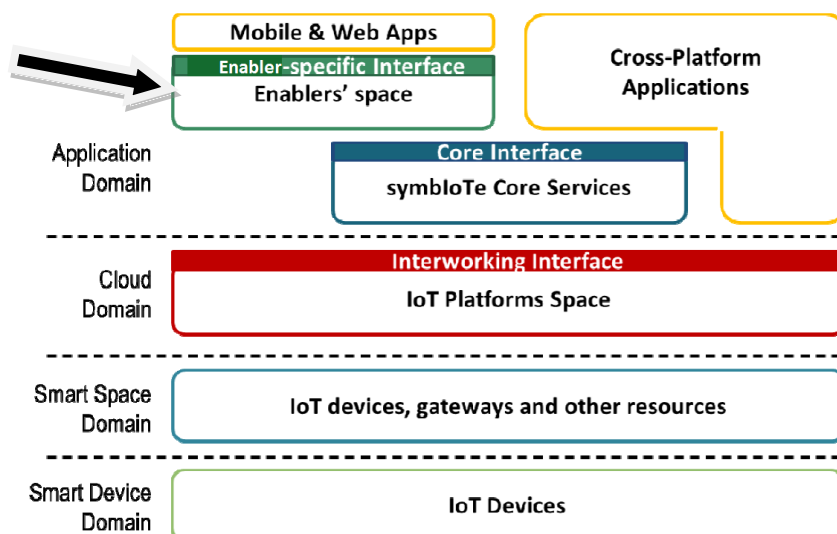 Mobile & Web Apps
Enabler-specific Interface
Enablers' space
Cross-Platform
Applications
Application
Domain
Core Interface
symbIoTe Core Services
Cloud
Domain
Interworking Interface
IoT Platforms Space
Smart Space
Domain
IoT devices, gateways and other resources
Smart Device
Domain
IoT Devices